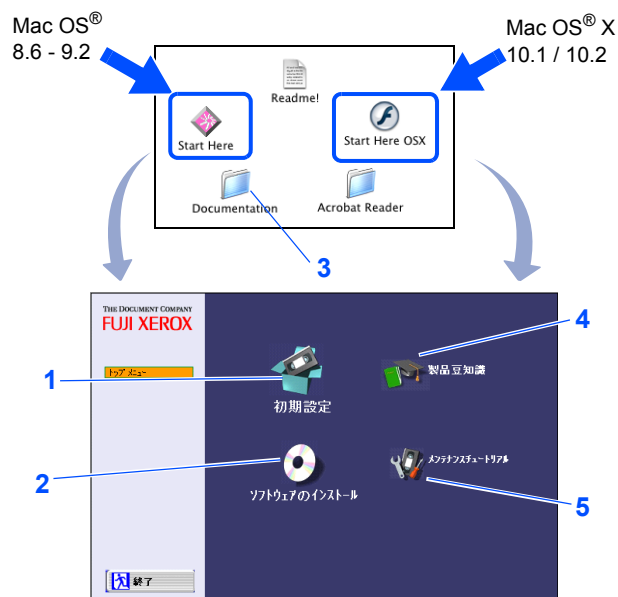 Mac OS® 8.6 - 9.2
Mac OS® X 10.1 / 10.2
Readme!
Start Here
Start Here OSX
Documentation
Acrobat Reader
3
THE DOCUMENT COMPANY
FUJI XEROX
4
トップメニュー
1
製品豆知識
初期設定
2
メンテナンスチュートリアル
ソフトウェアのインストール
5
終了